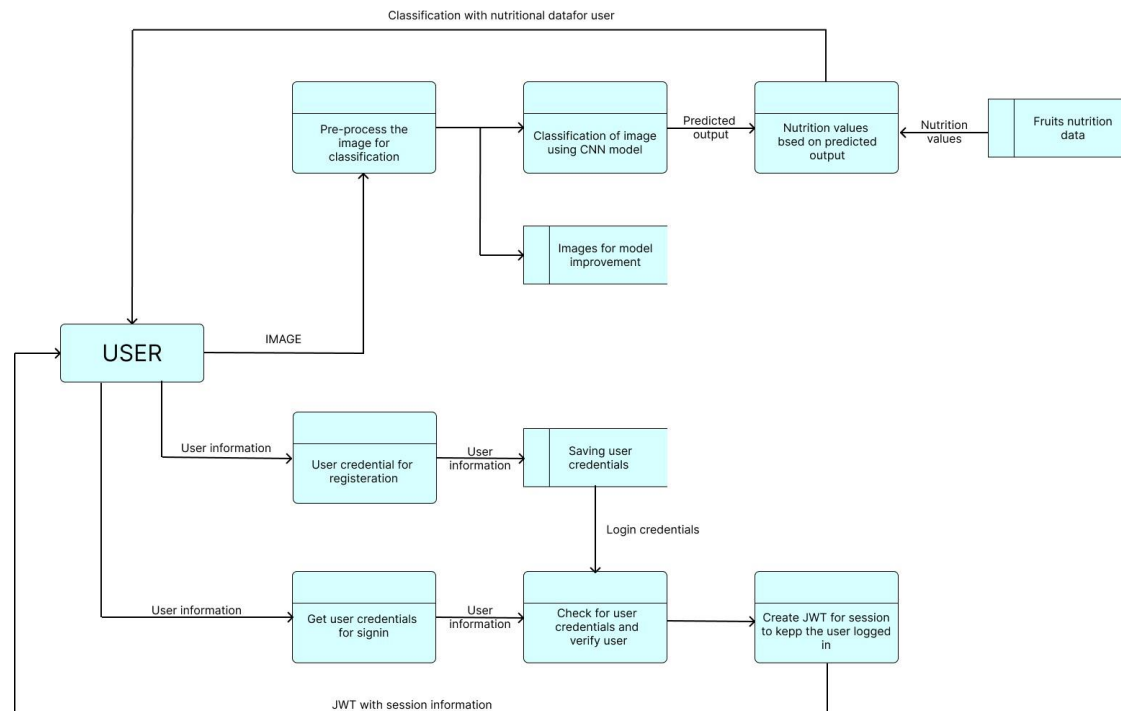 Classification with nutritional datafor user
Pre-process the
image for
classification
Classification of image
using CNN model
Predicted
output
Nutrition values
bsed on predicted
output
Nutrition
values
Fruits nutrition
data
Images for model
improvement
USER
IMAGE
User information
User credential for
registeration
User
information
Saving user
credentials
Login credentials
User information
Get user credentials
for signin
User
information
Check for user
credentials and
verify user
Create JWT for session
to kepp the user logged
in
JWT with session information